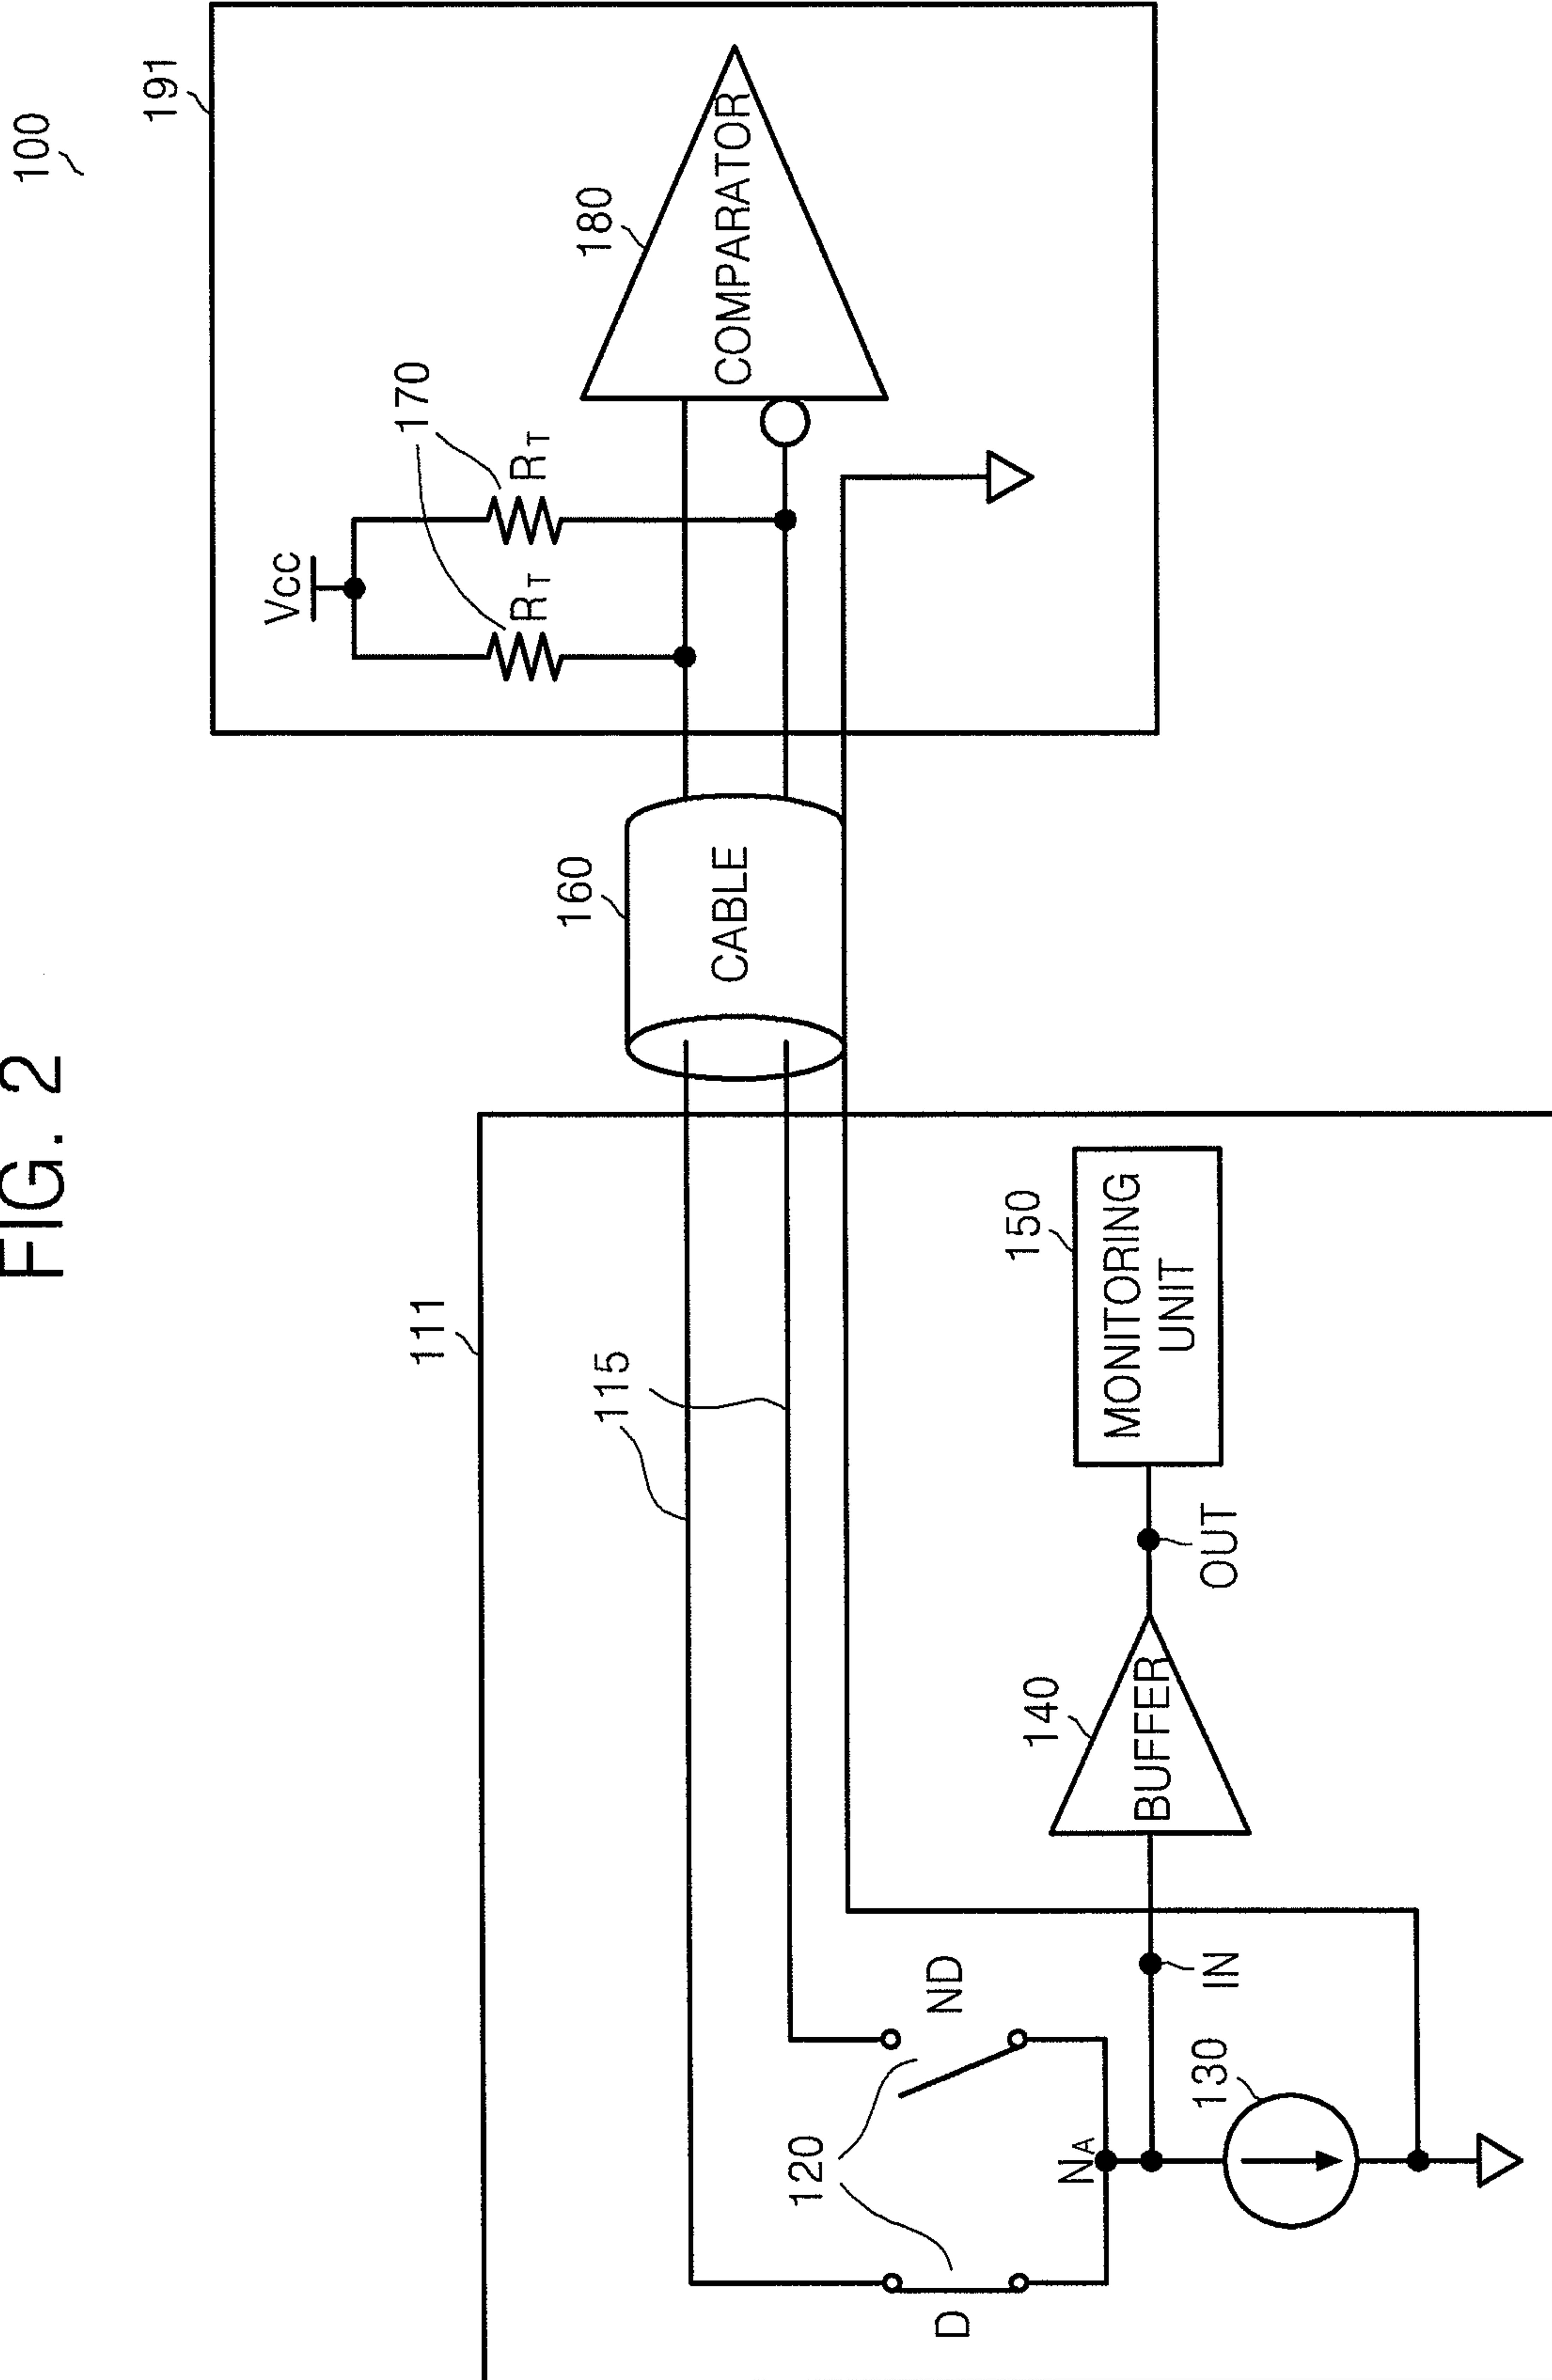 FIG. 2
100
111
191
115
160
CABLE
Vcc
170
RT
RT
180
COMPARATOR
120
D
ND
NA
130
IN
140
BUFFER
OUT
150
MONITORING
UNIT